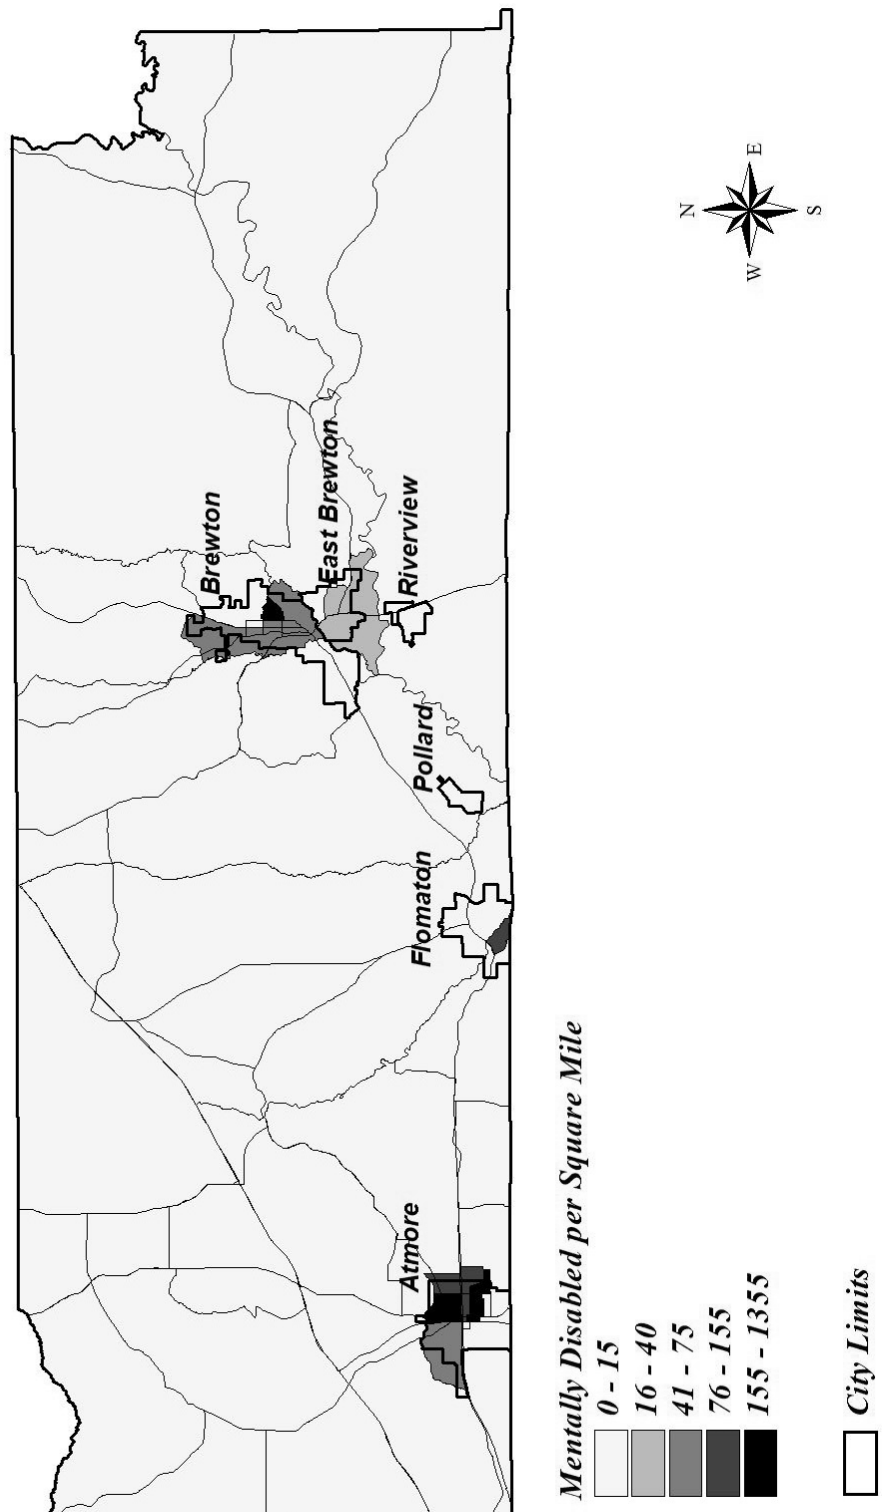 Brewton
East Brewton
Riverview
Pollard
Flomaton
Atmore
N
W E
S
Mentally Disabled per Square Mile
0 - 15
16 - 40
41 - 75
76 - 155
155 - 1355
City Limits